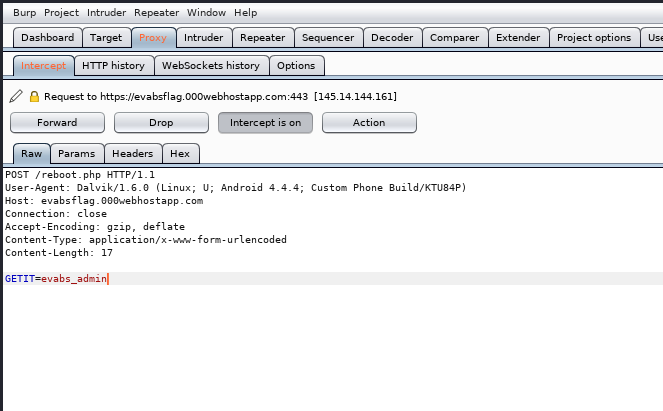 Burp Project Intruder Repeater Window Help
Dashboard Target Proxy Intruder Repeater Sequencer Decoder Comparer Extender Project options Use
Intercept HTTP history WebSockets history Options
Request to https://evabsflag.000webhostapp.com:443 [145.14.144.161]
Forward Drop Intercept is on Action
Raw Params Headers Hex
POST /reboot.php HTTP/1.1
User-Agent: Dalvik/1.6.0 (Linux; U; Android 4.4.4; Custom Phone Build/KTU84P)
Host: evabsflag.000webhostapp.com
Connection: close
Accept-Encoding: gzip, deflate
Content-Type: application/x-www-form-urlencoded
Content-Length: 17
GETIT=evabs_admin